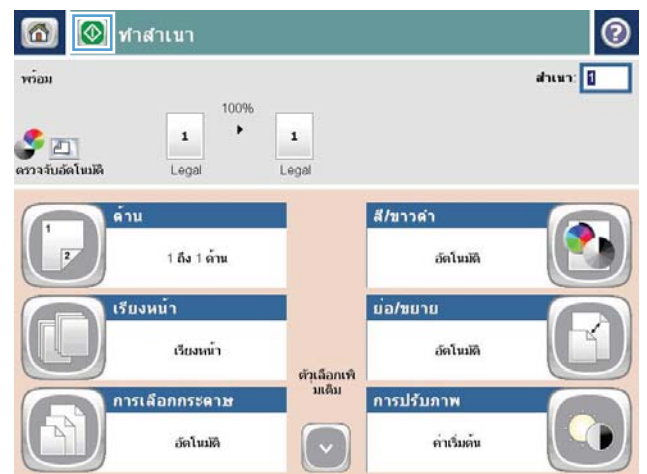 ทำสำเนา
พร้อม
สำเนา: 1
100%
1 1
ตรวจจับอัตโนมัติ Legal Legal
ด้าน
1 2
1 ถึง 1 ด้าน
สี/ขาวดำ
อัตโนมัติ
เรียงหน้า
เรียงหน้า
ย่อ/ขยาย
อัตโนมัติ
ตัวเลือกเพิ
มเติม
การเลือกกระดาษ
อัตโนมัติ
การปรับภาพ
ค่าเริ่มต้น